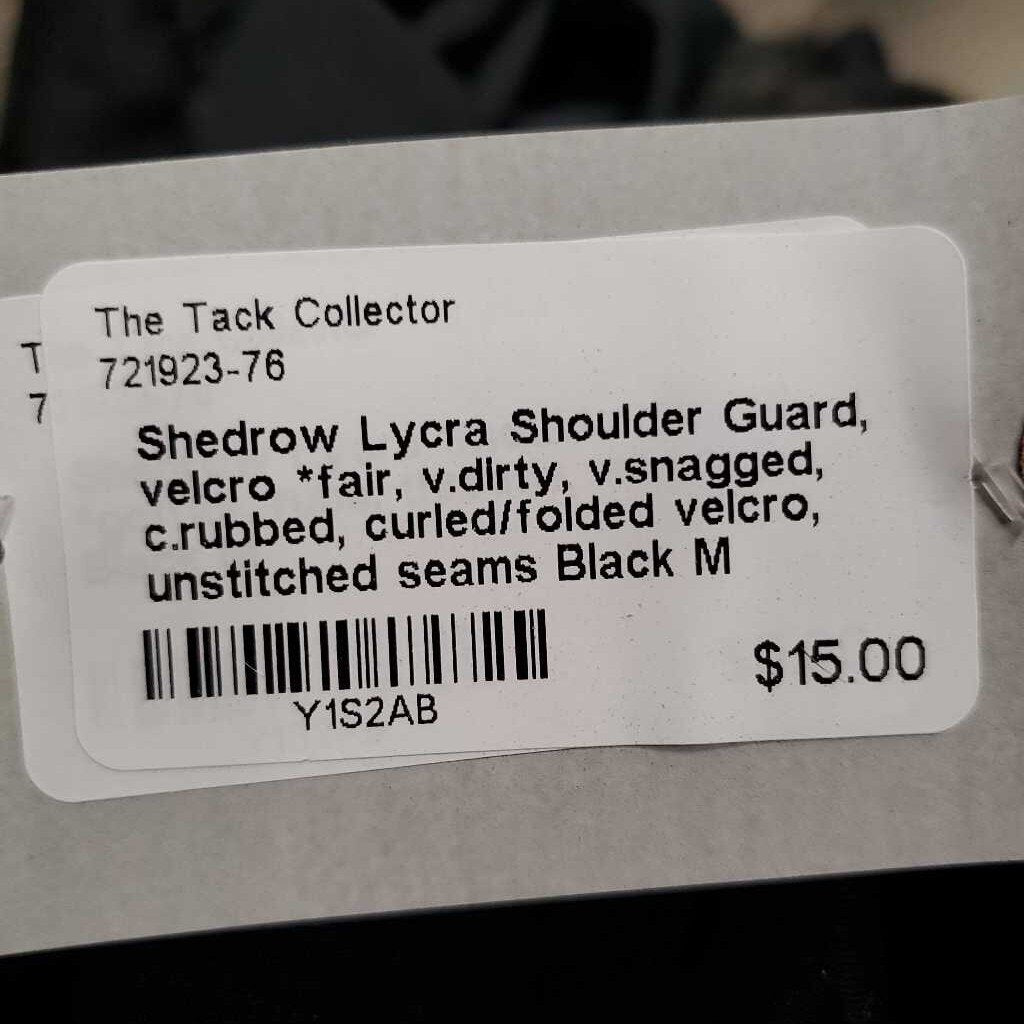 The Tack Collector
721923-76
Shedrow Lycra Shoulder Guard,
velcro *fair, v.dirty, v.snagged,
c.rubbed, curled/folded velcro,
unstitched seams Black M
$15.00
Y1S2AB
T
7